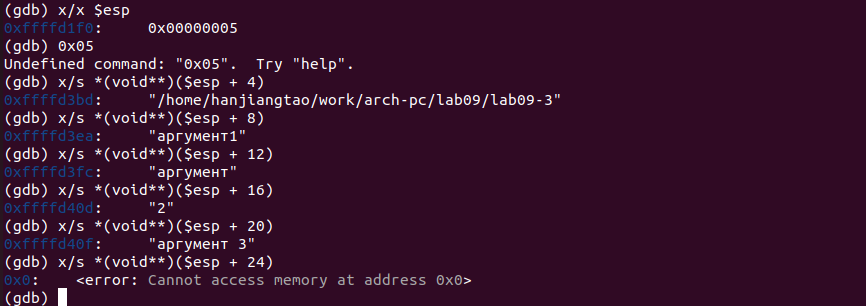 (gdb) x/x $esp
0xffffd1f0:     0x00000005
(gdb) 0x05
Undefined command: "0x05".  Try "help".
(gdb) x/s *(void**)($esp + 4)
0xffffd3bd:     "/home/hanjiangtao/work/arch-pc/lab09/lab09-3"
(gdb) x/s *(void**)($esp + 8)
0xffffd3ea:     "аргумент1"
(gdb) x/s *(void**)($esp + 12)
0xffffd3fc:     "аргумент"
(gdb) x/s *(void**)($esp + 16)
0xffffd40d:     "2"
(gdb) x/s *(void**)($esp + 20)
0xffffd40f:     "аргумент 3"
(gdb) x/s *(void**)($esp + 24)
0x0:    <error: Cannot access memory at address 0x0>
(gdb)